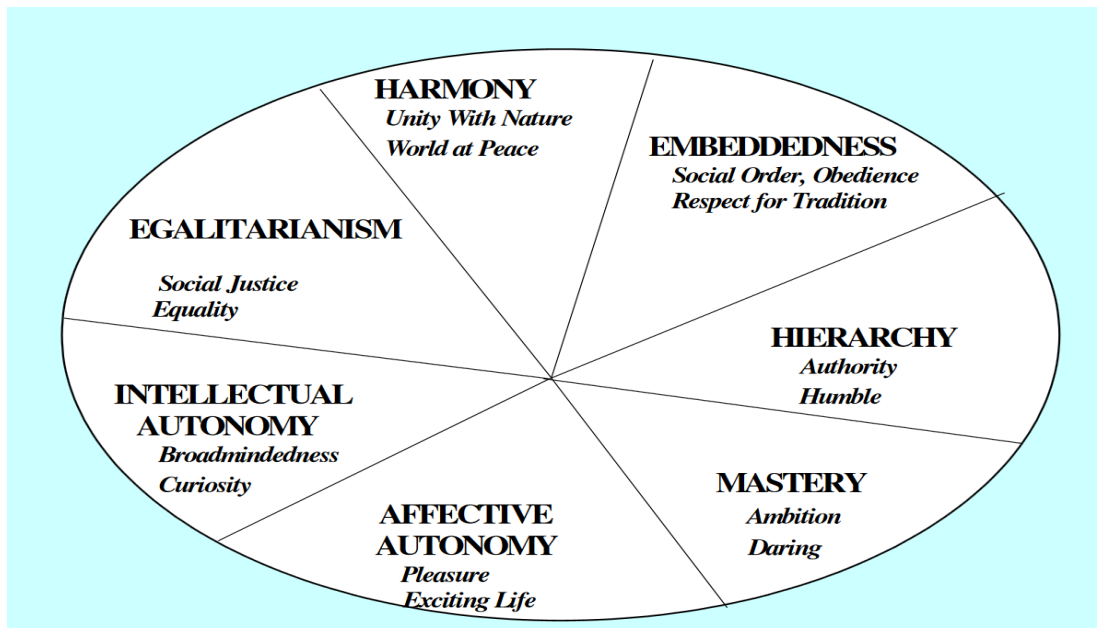 HARMONY
Unity With Nature
World at Peace
EMBEDDEDNESS
Social Order, Obedience
Respect for Tradition
EGALITARIANISM
Social Justice
Equality
HIERARCHY
Authority
Humble
INTELLECTUAL
AUTONOMY
Broadmindedness
Curiosity
MASTERY
Ambition
Daring
AFFECTIVE
AUTONOMY
Pleasure
Exciting Life